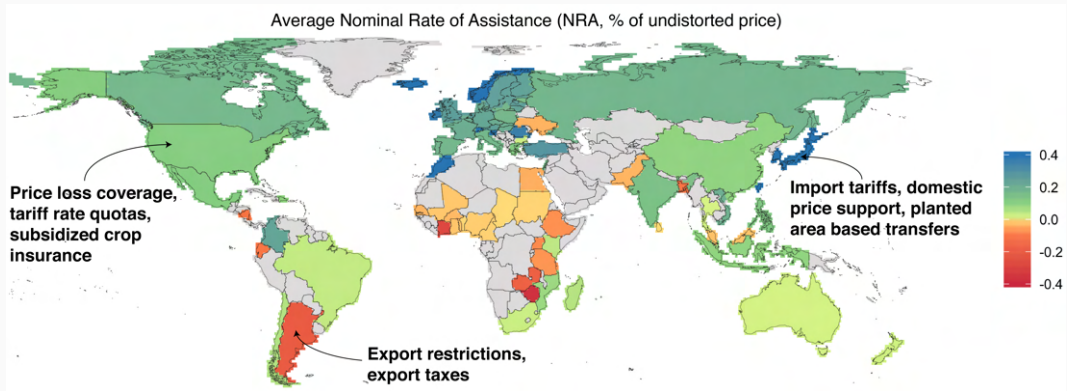 Average Nominal Rate of Assistance (NRA, % of undistorted price)
Price loss coverage,
tariff rate quotas,
subsidized crop
insurance
Import tariffs, domestic
price support, planted
area based transfers
Export restrictions,
export taxes
0.4
0.2
0.0
-0.2
-0.4